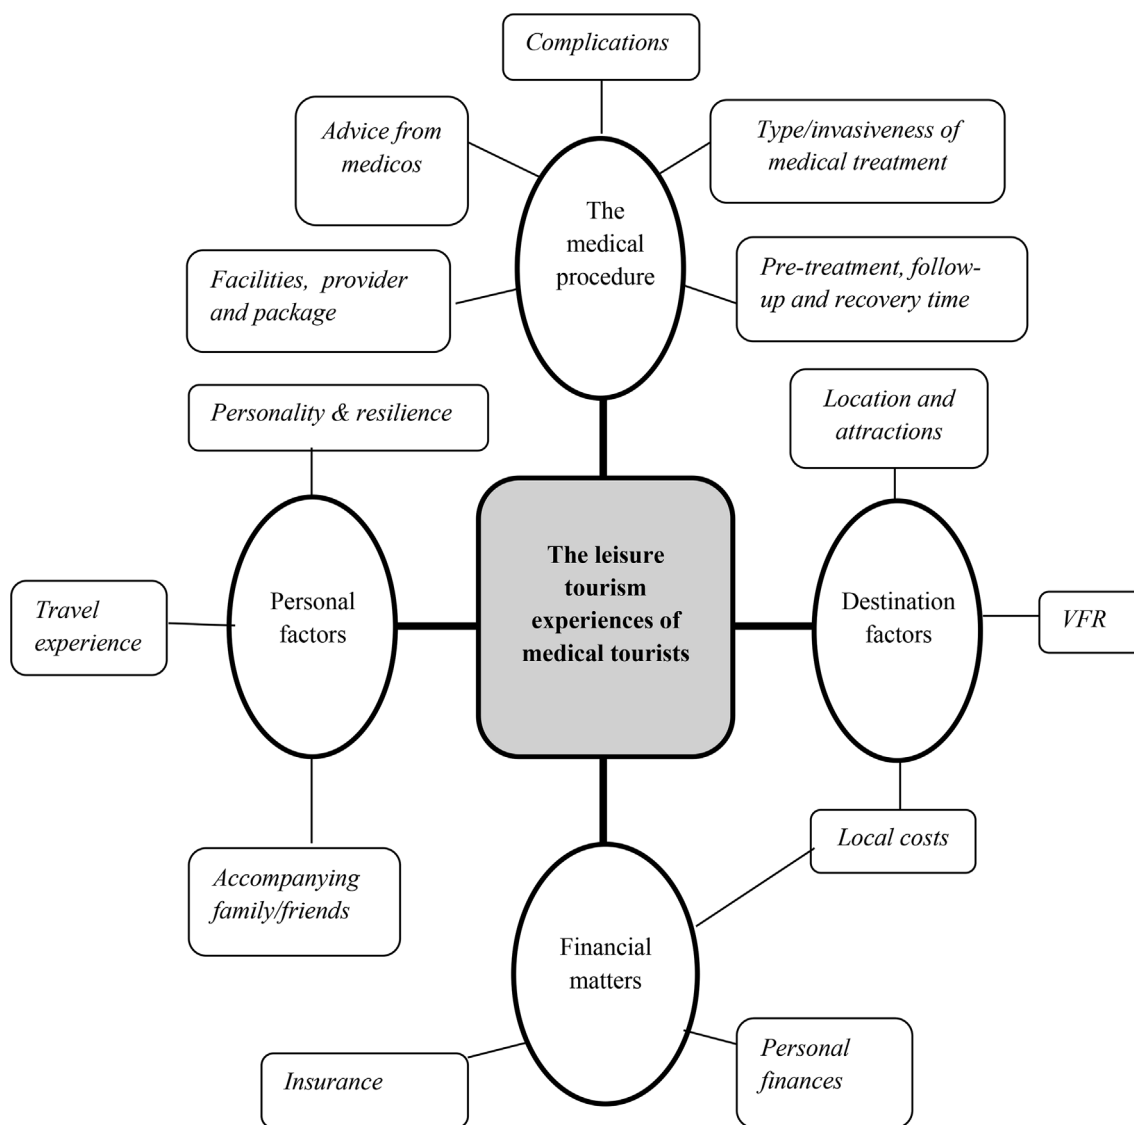 Complications
Advice from
medicos
Type/invasiveness of
medical treatment
The
medical
procedure
Facilities, provider
and package
Pre-treatment, follow-
up and recovery time
Personality & resilience
Location and
attractions
The leisure
tourism
experiences of
medical tourists
Travel
experience
Personal
factors
Destination
factors
VFR
Local costs
Accompanying
family/friends
Financial
matters
Insurance
Personal
finances